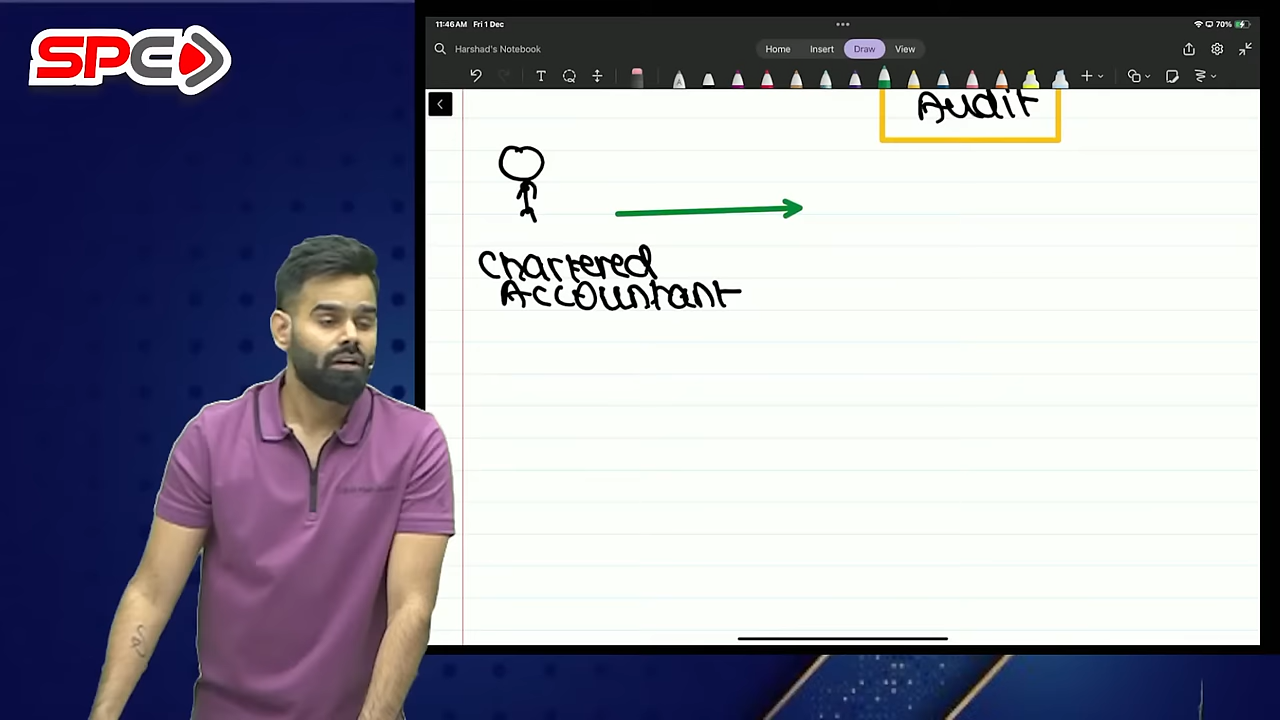 SPC
11:46 AM Fri 1 Dec
70%
Harshad's Notebook
Home Insert Draw View
Audit
Chartered
Accountant